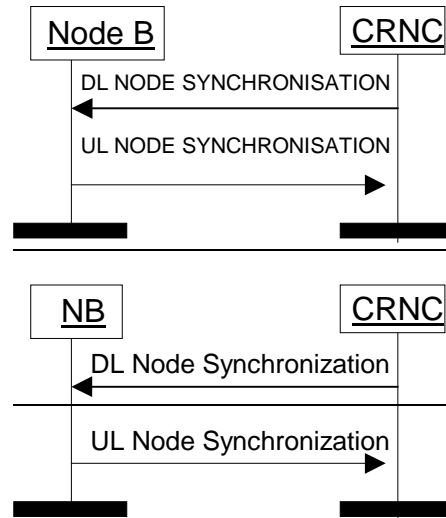 Node B CRNC
DL NODE SYNCHRONISATION
UL NODE SYNCHRONISATION
NB CRNC
DL Node Synchronization
UL Node Synchronization